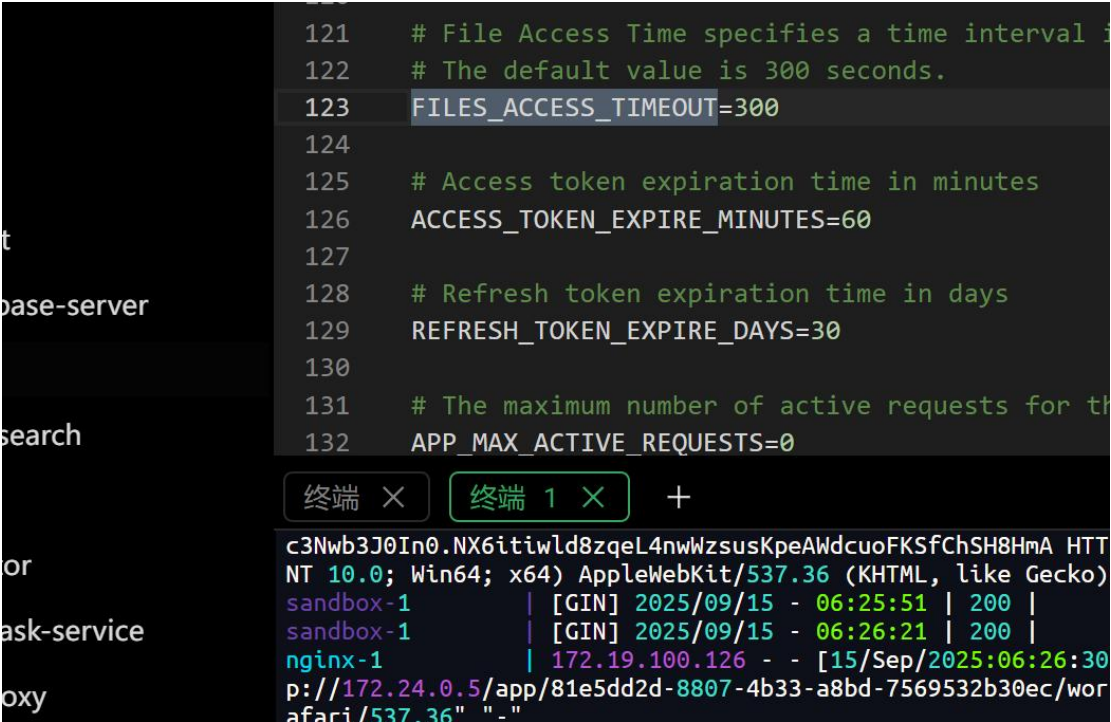 121 # File Access Time specifies a time interval i
122 # The default value is 300 seconds.
123 FILES_ACCESS_TIMEOUT=300
124
125 # Access token expiration time in minutes
126 ACCESS_TOKEN_EXPIRE_MINUTES=60
127
128 # Refresh token expiration time in days
129 REFRESH_TOKEN_EXPIRE_DAYS=30
130
131 # The maximum number of active requests for th
132 APP_MAX_ACTIVE_REQUESTS=0
t
base-server
search
tor
ask-service
oxy
终端 × 终端 1 × +
c3Nwb3J0In0.NX6itiwld8zqeL4nwWzsusKpeAWdcuoFKSfChSH8HmA HTT
NT 10.0; Win64; x64) AppleWebKit/537.36 (KHTML, like Gecko)
sandbox-1 | [GIN] 2025/09/15 - 06:25:51 | 200 |
sandbox-1 | [GIN] 2025/09/15 - 06:26:21 | 200 |
nginx-1 | 172.19.100.126 - - [15/Sep/2025:06:26:30
p://172.24.0.5/app/81e5dd2d-8807-4b33-a8bd-7569532b30ec/wor
afari/537.36" "-"